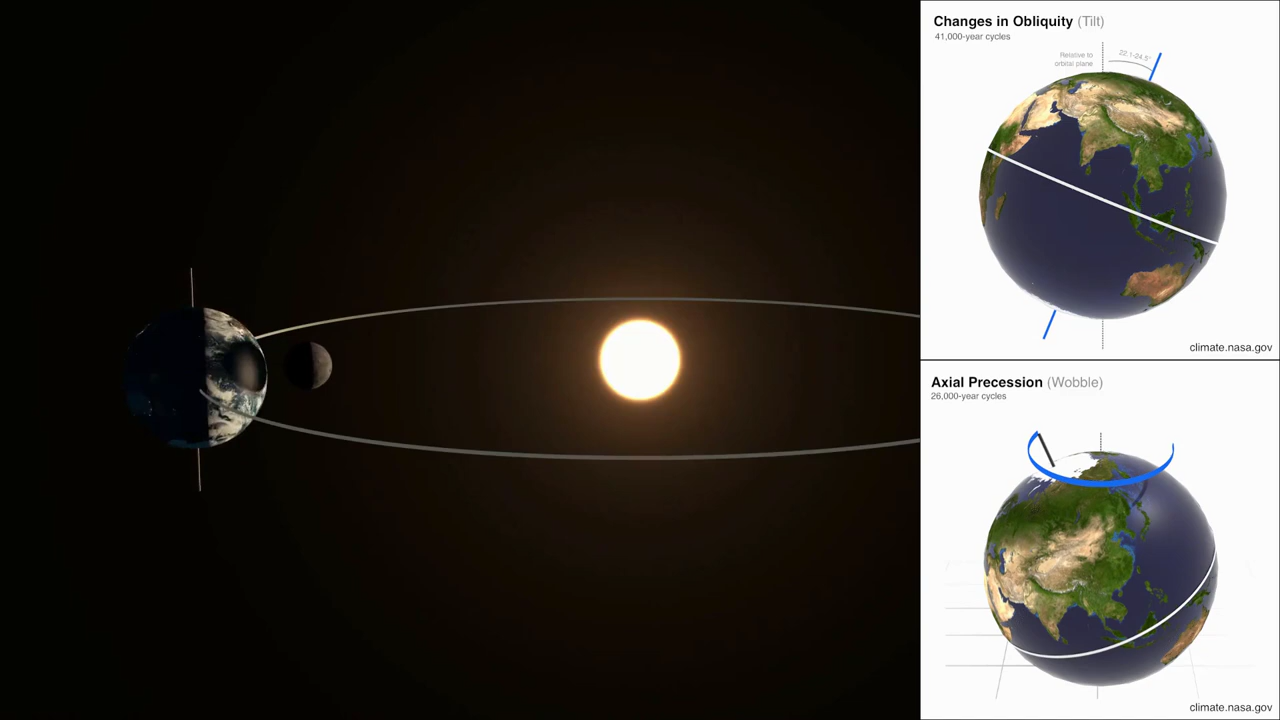 Changes in Obliquity (Tilt)
41,000-year cycles
Relative to
orbital plane
22.1-24.5°
climate.nasa.gov
Axial Precession (Wobble)
26,000-year cycles
climate.nasa.gov